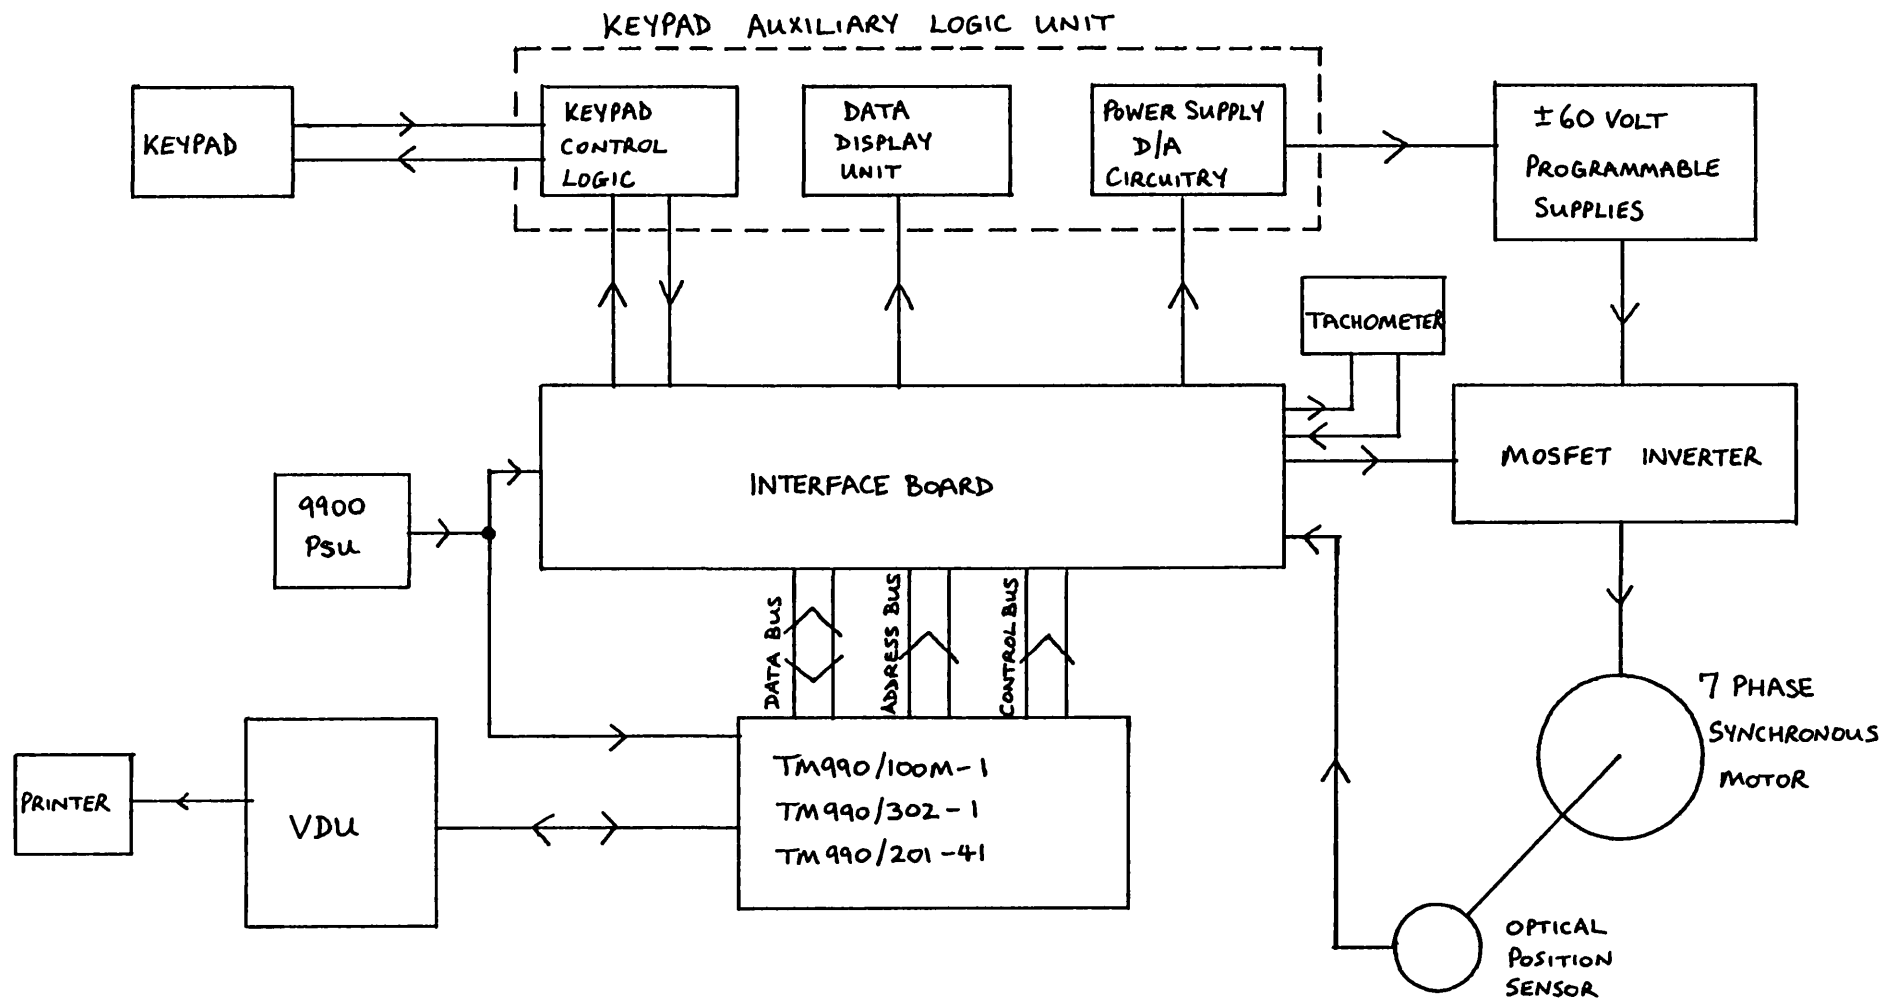 KEYPAD AUXILIARY LOGIC UNIT
KEYPAD
KEYPAD
CONTROL
LOGIC
DATA
DISPLAY
UNIT
POWER SUPPLY
D/A
CIRCUITRY
±60 VOLT
PROGRAMMABLE
SUPPLIES
TACHOMETER
MOSFET INVERTER
INTERFACE BOARD
9900
PSU
DATA BUS
ADDRESS BUS
CONTROL BUS
7 PHASE
SYNCHRONOUS
MOTOR
TM990/100M-1
TM990/302-1
TM990/201-41
PRINTER
VDU
OPTICAL
POSITION
SENSOR